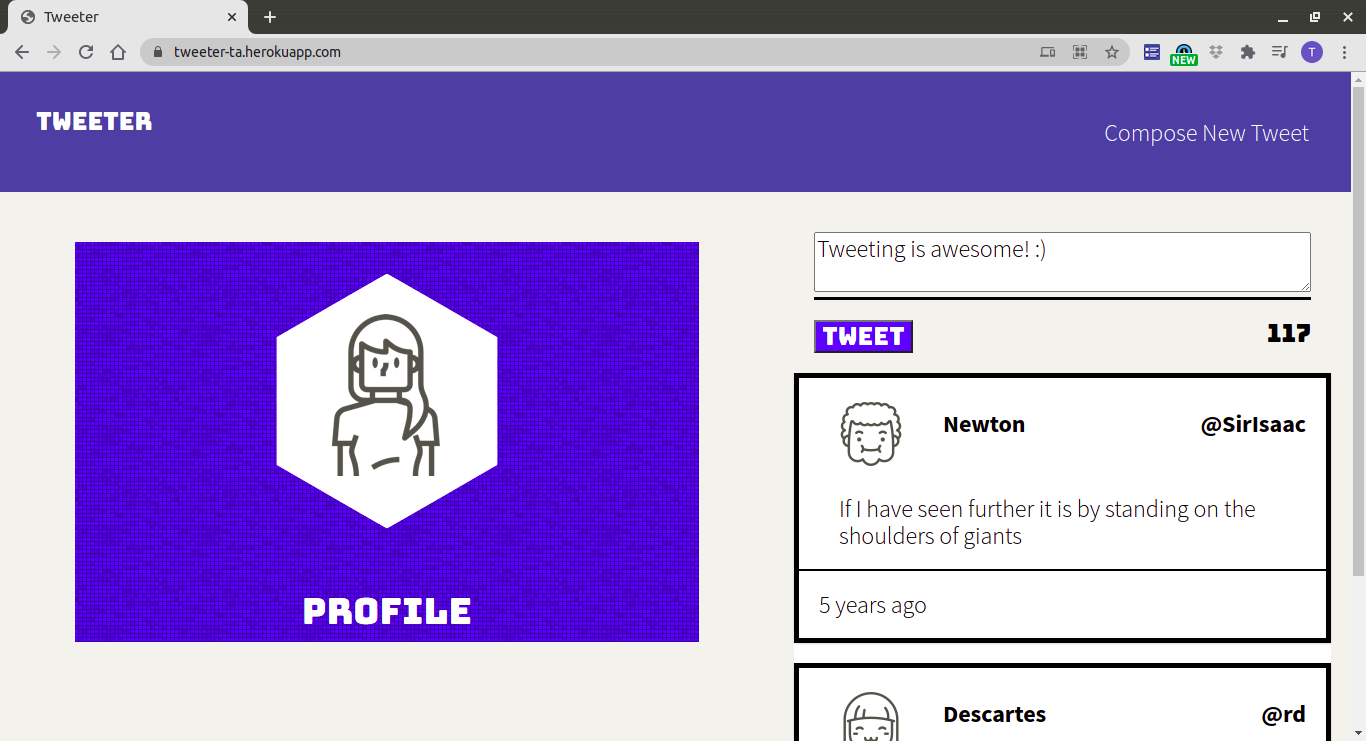 Tweeter
tweeter-ta.herokuapp.com
NEW
T
TWEETER
Compose New Tweet
PROFILE
Tweeting is awesome! :)
TWEET
117
Newton
@SirIsaac
If I have seen further it is by standing on the
shoulders of giants
5 years ago
Descartes
@rd